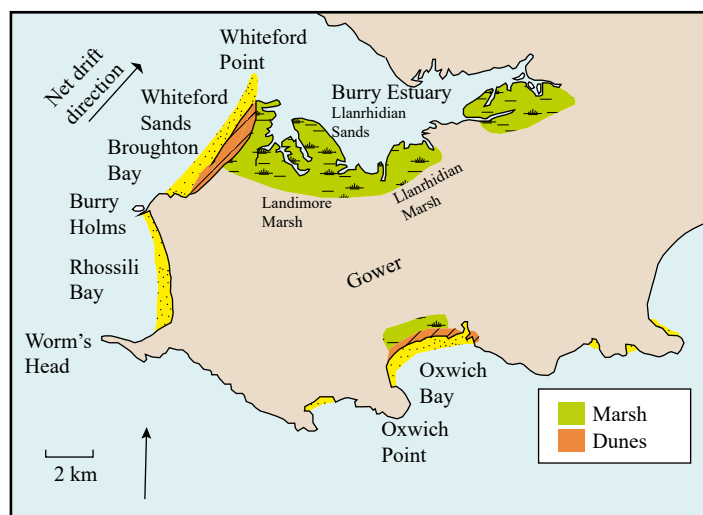 Whiteford
Point
Net drift
direction
Whiteford
Sands
Broughton
Bay
Burry Estuary
Llanrhidian
Sands
Burry
Holms
Landimore
Marsh
Llanrhidian
Marsh
Rhossili
Bay
Gower
Worm's
Head
Oxwich
Bay
Oxwich
Point
Marsh
Dunes
2 km